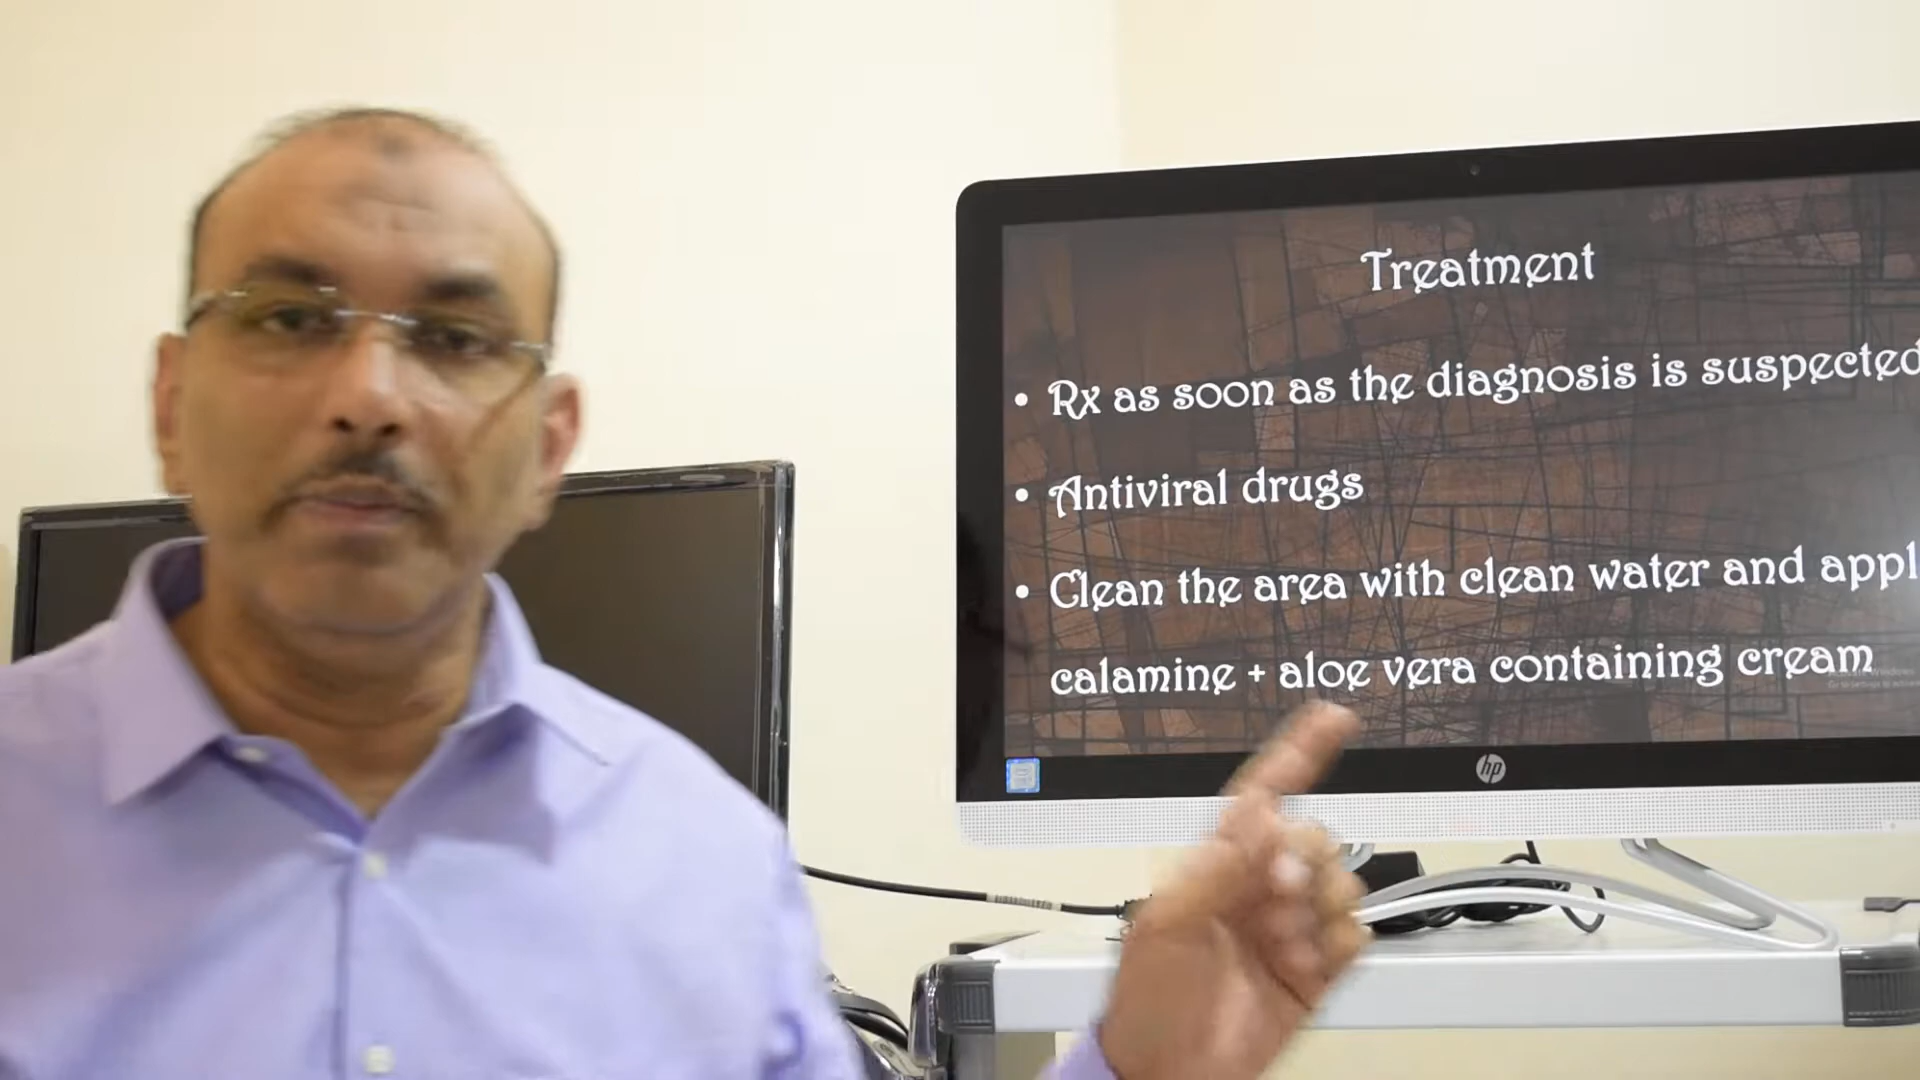 Treatment
• Rx as soon as the diagnosis is suspected
• Antiviral drugs
• Clean the area with clean water and appl
calamine + aloe vera containing cream
hp